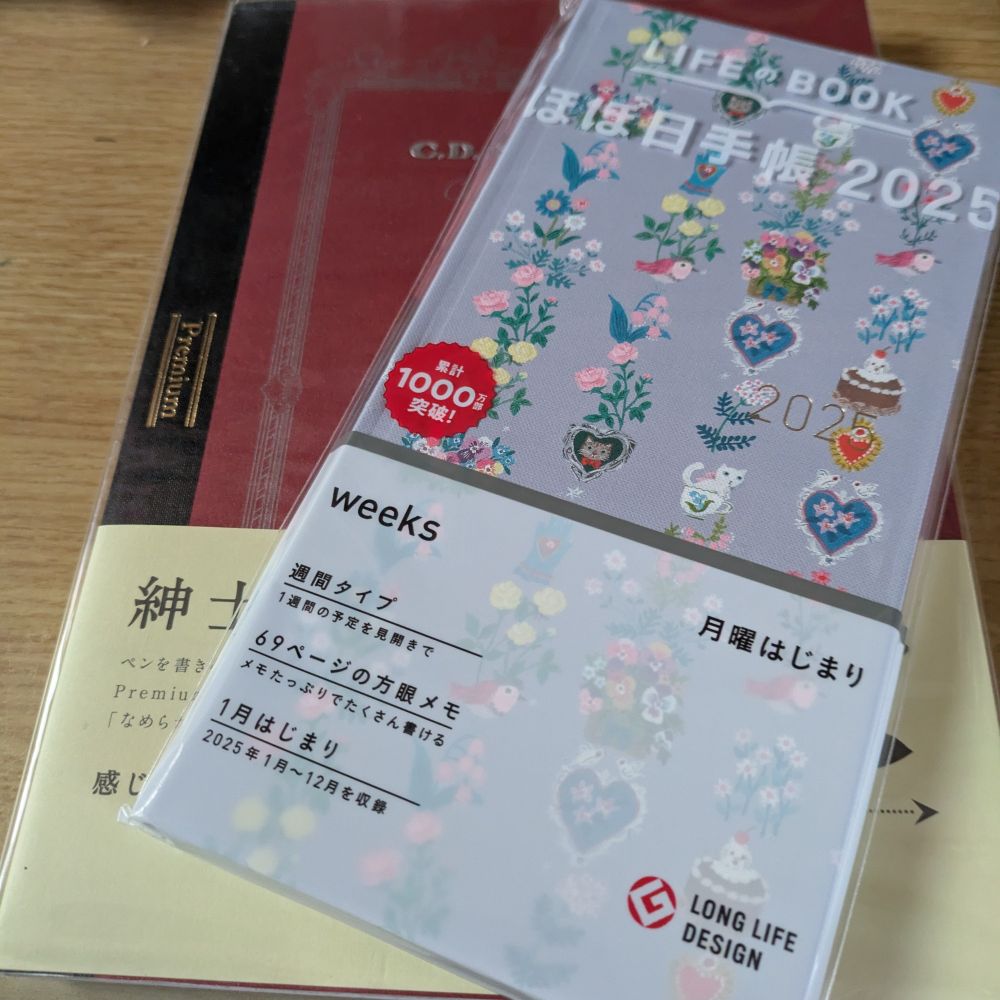 LIFEのBOOK
ほぼ日手帳 2025
2025
累計
1000万部
突破!
weeks
週間タイプ
1週間の予定を見開きで
69ページの方眼メモ
メモたっぷりでたくさん書ける
1月はじまり
2025年1月〜12月を収録
月曜はじまり
LONG LIFE
DESIGN
C.D.
Premium
紳士
ペンを書き
Premium
「なめら
感じ